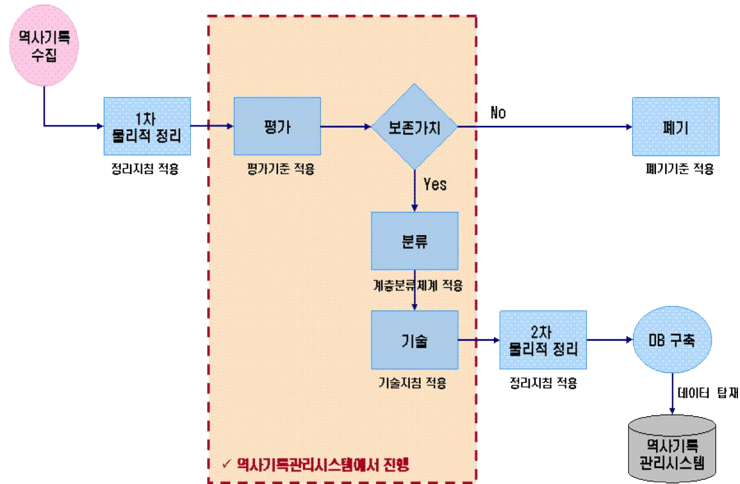 역사기록
수집
1차
물리적 정리
정리지침 적용
평가
평가기준 적용
보존가치
No
폐기
폐기기준 적용
Yes
분류
계층분류체계 적용
기술
기술지침 적용
2차
물리적 정리
정리지침 적용
DB 구축
데이터 탑재
역사기록
관리시스템
✓ 역사기록관리시스템에서 진행